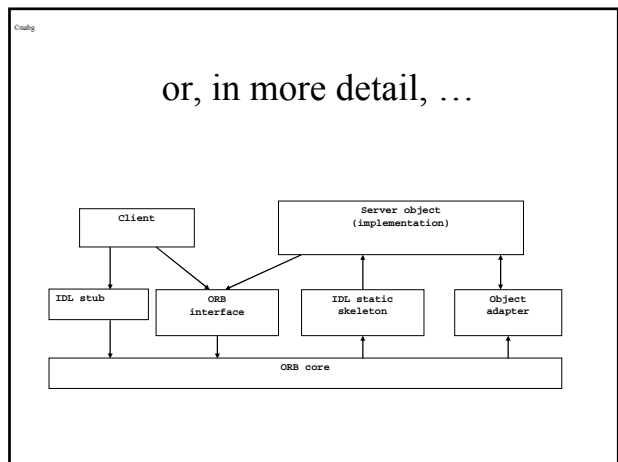 ©nabg
or, in more detail, …
Client
Server object
(implementation)
IDL stub
ORB
interface
IDL static
skeleton
Object
adapter
ORB core